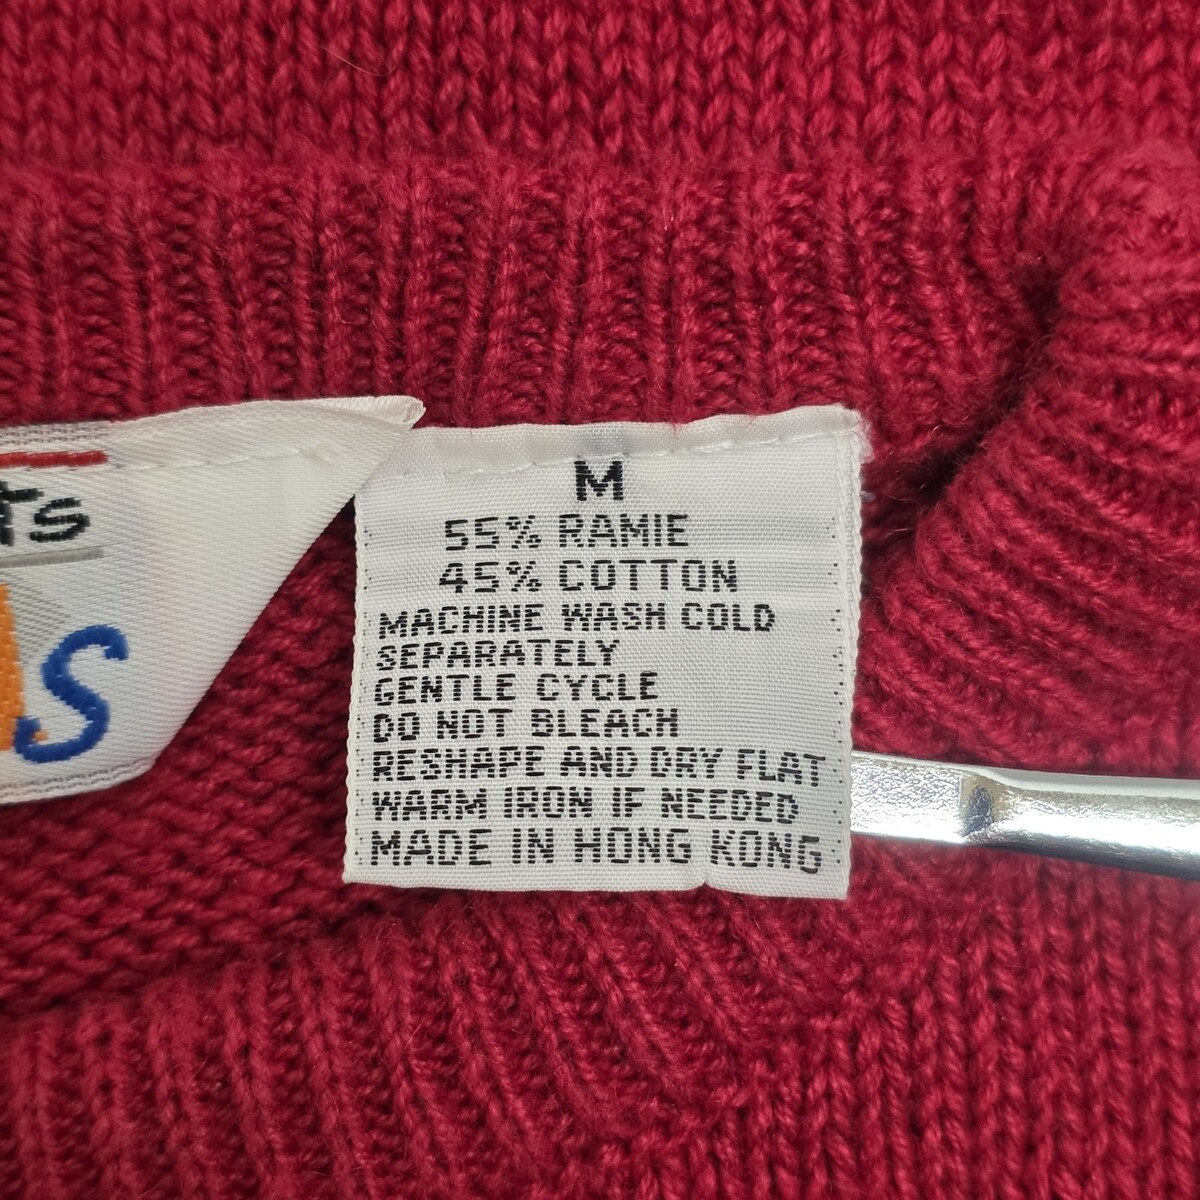 M
55% RAMIE
45% COTTON
MACHINE WASH COLD
SEPARATELY
GENTLE CYCLE
DO NOT BLEACH
RESHAPE AND DRY FLAT
WARM IRON IF NEEDED
MADE IN HONG KONG